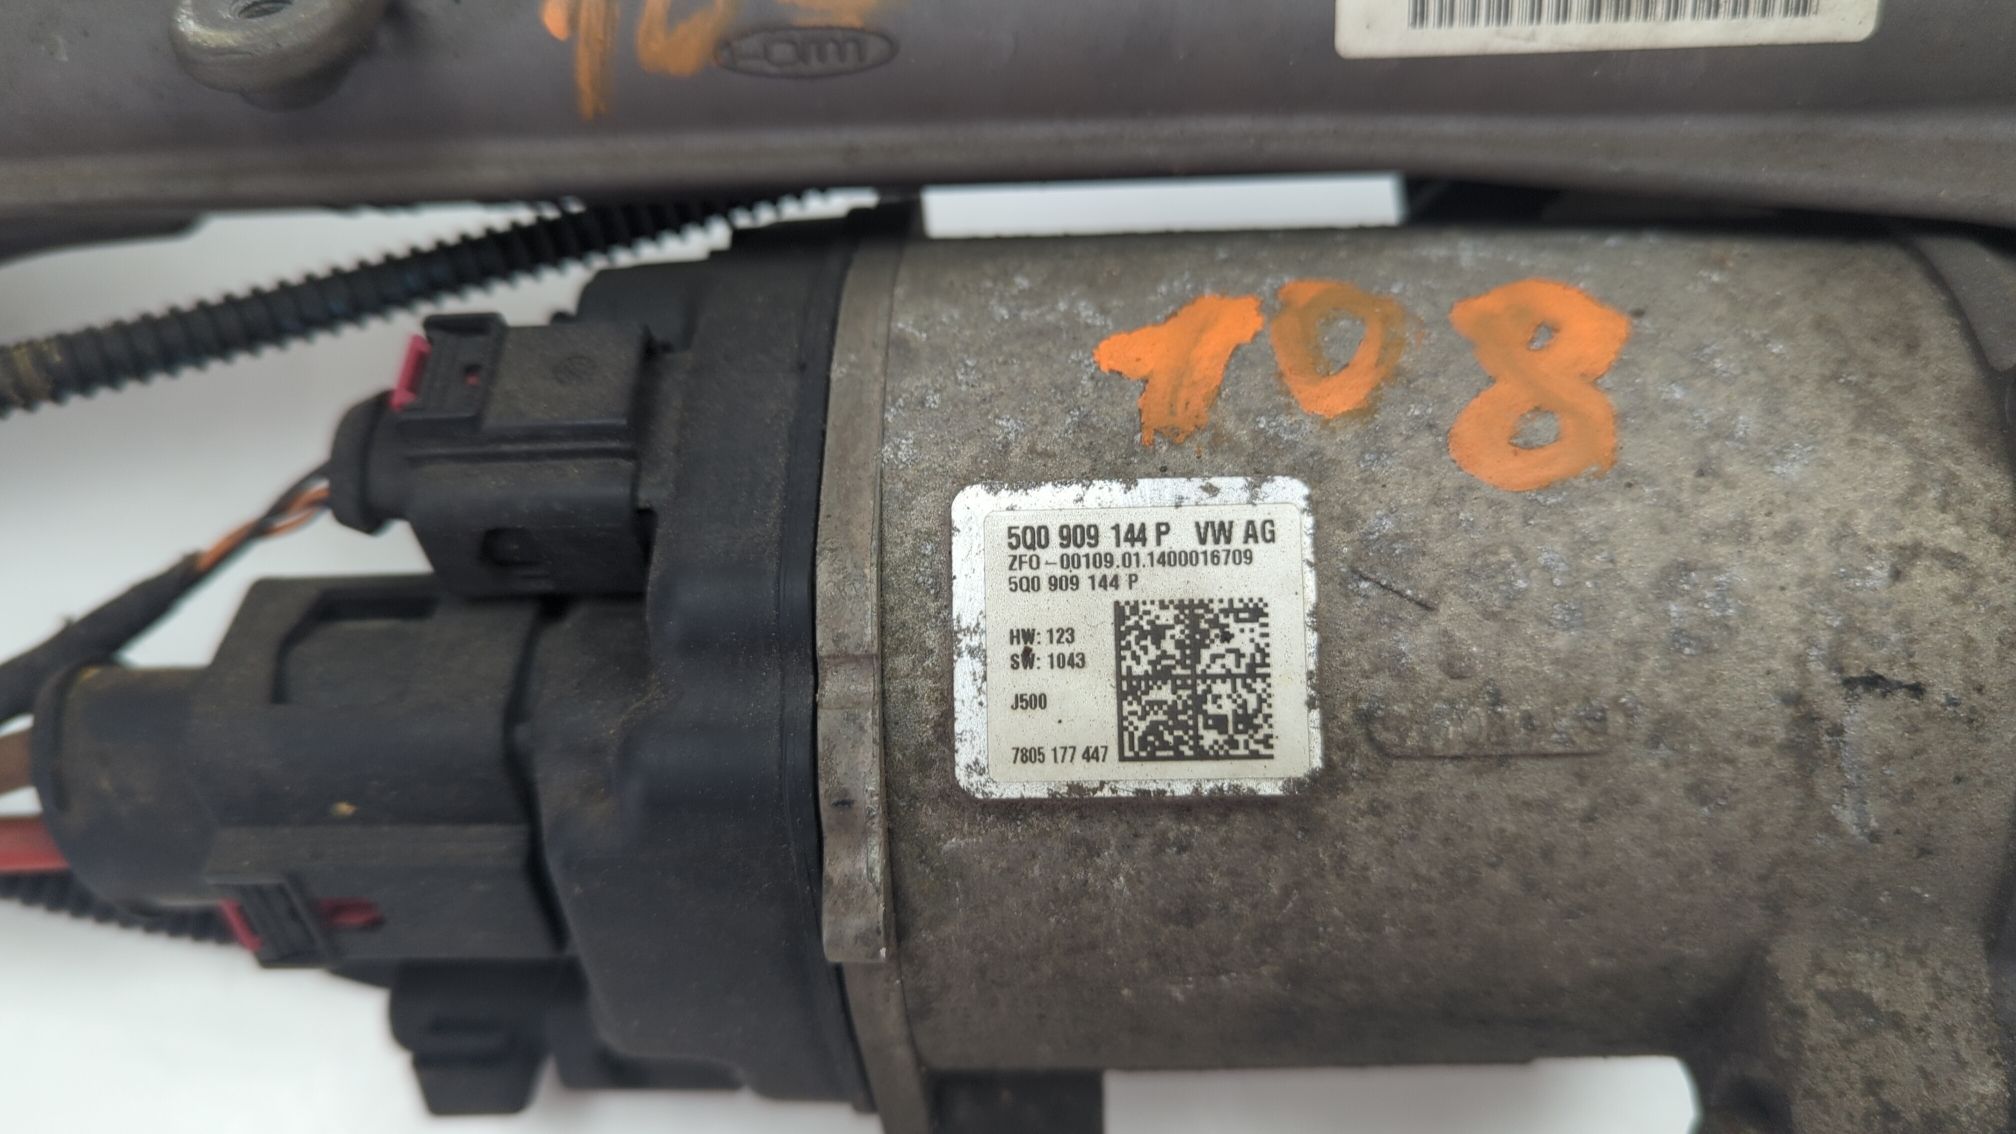 108
5Q0 909 144 P VW AG
ZF0-00109.01.1400016709
5Q0 909 144 P
HW: 123
SW: 1043
J500
7805 177 447